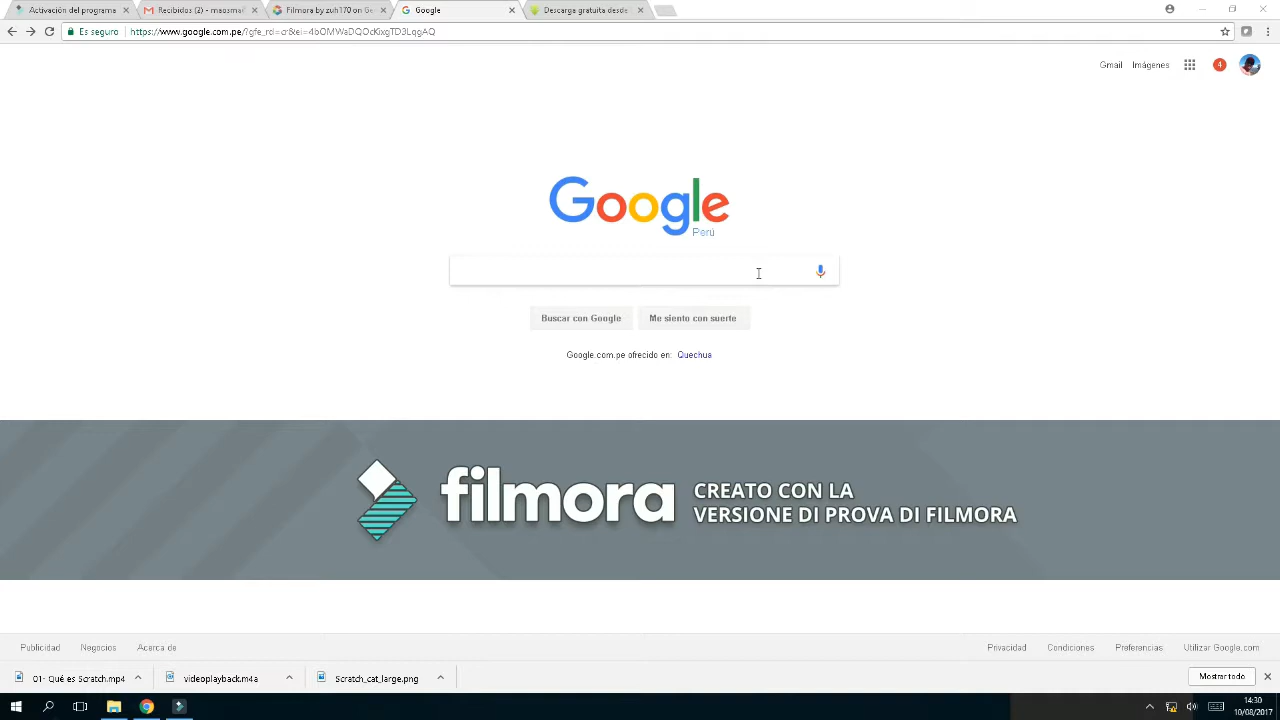 Activación del programa
Recibidos (2) - miaoxmai
Filmora by zuh170 on Ge
Google
Descarga gratuita desde
Es seguro
https://www.google.com.pe/?gfe_rd=cr&ei=4bOMWaDQOcKixgTD3LqgAQ
Gmail
Imágenes
4
Google
Perú
Buscar con Google
Me siento con suerte
Google.com.pe ofrecido en: Quechua
filmora
CREATO CON LA
VERSIONE DI PROVA DI FILMORA
Publicidad
Negocios
Acerca de
Privacidad
Condiciones
Preferencias
Utilizar Google.com
01- Qué es Scratch.mp4
videoplayback.m4a
Scratch_cat_large.png
Mostrar todo
14:30
10/08/2017